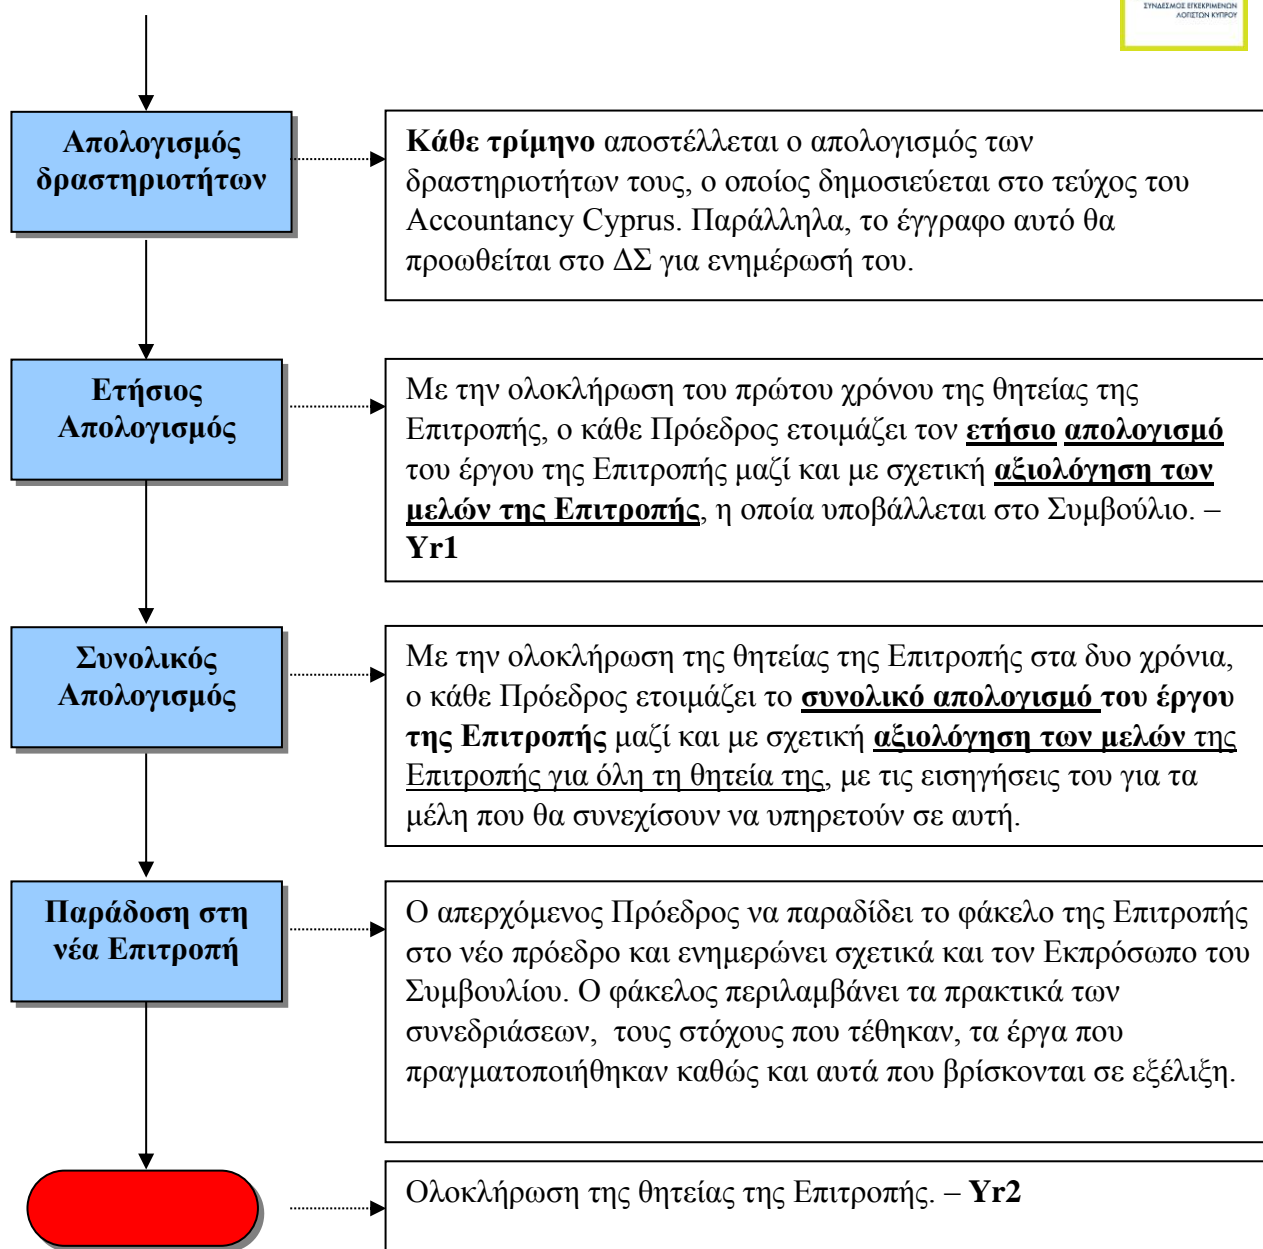 ΣΥΝΔΕΣΜΟΣ ΕΓΚΕΚΡΙΜΕΝΩΝ
ΛΟΓΙΣΤΩΝ ΚΥΠΡΟΥ
Απολογισμός
δραστηριοτήτων
Κάθε τρίμηνο αποστέλλεται ο απολογισμός των
δραστηριοτήτων τους, ο οποίος δημοσιεύεται στο τεύχος του
Accountancy Cyprus. Παράλληλα, το έγγραφο αυτό θα
προωθείται στο ΔΣ για ενημέρωσή του.
Ετήσιος
Απολογισμός
Με την ολοκλήρωση του πρώτου χρόνου της θητείας της
Επιτροπής, ο κάθε Πρόεδρος ετοιμάζει τον ετήσιο απολογισμό
του έργου της Επιτροπής μαζί και με σχετική αξιολόγηση των
μελών της Επιτροπής, η οποία υποβάλλεται στο Συμβούλιο. –
Yr1
Συνολικός
Απολογισμός
Με την ολοκλήρωση της θητείας της Επιτροπής στα δυο χρόνια,
ο κάθε Πρόεδρος ετοιμάζει το συνολικό απολογισμό του έργου
της Επιτροπής μαζί και με σχετική αξιολόγηση των μελών της
Επιτροπής για όλη τη θητεία της, με τις εισηγήσεις του για τα
μέλη που θα συνεχίσουν να υπηρετούν σε αυτή.
Παράδοση στη
νέα Επιτροπή
Ο απερχόμενος Πρόεδρος να παραδίδει το φάκελο της Επιτροπής
στο νέο πρόεδρο και ενημερώνει σχετικά και τον Εκπρόσωπο του
Συμβουλίου. Ο φάκελος περιλαμβάνει τα πρακτικά των
συνεδριάσεων, τους στόχους που τέθηκαν, τα έργα που
πραγματοποιήθηκαν καθώς και αυτά που βρίσκονται σε εξέλιξη.
Ολοκλήρωση της θητείας της Επιτροπής. – Yr2